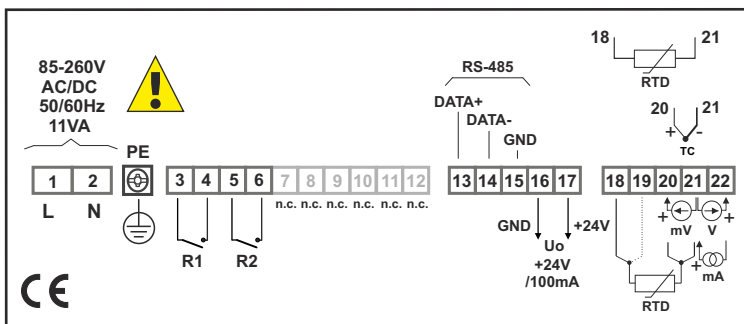 85-260V
AC/DC
50/60Hz
11VA
PE
1 2
L N
3 4 5 6 7 8 9 10 11 12
n.c. n.c. n.c. n.c. n.c. n.c.
R1 R2
RS-485
DATA+
DATA-
GND
13 14 15 16 17
GND
+24V
Uo
+24V
/100mA
18 21
RTD
20 21
+ -
TC
18 19 20 21 22
+ +
mV V
+
mA
RTD
CE